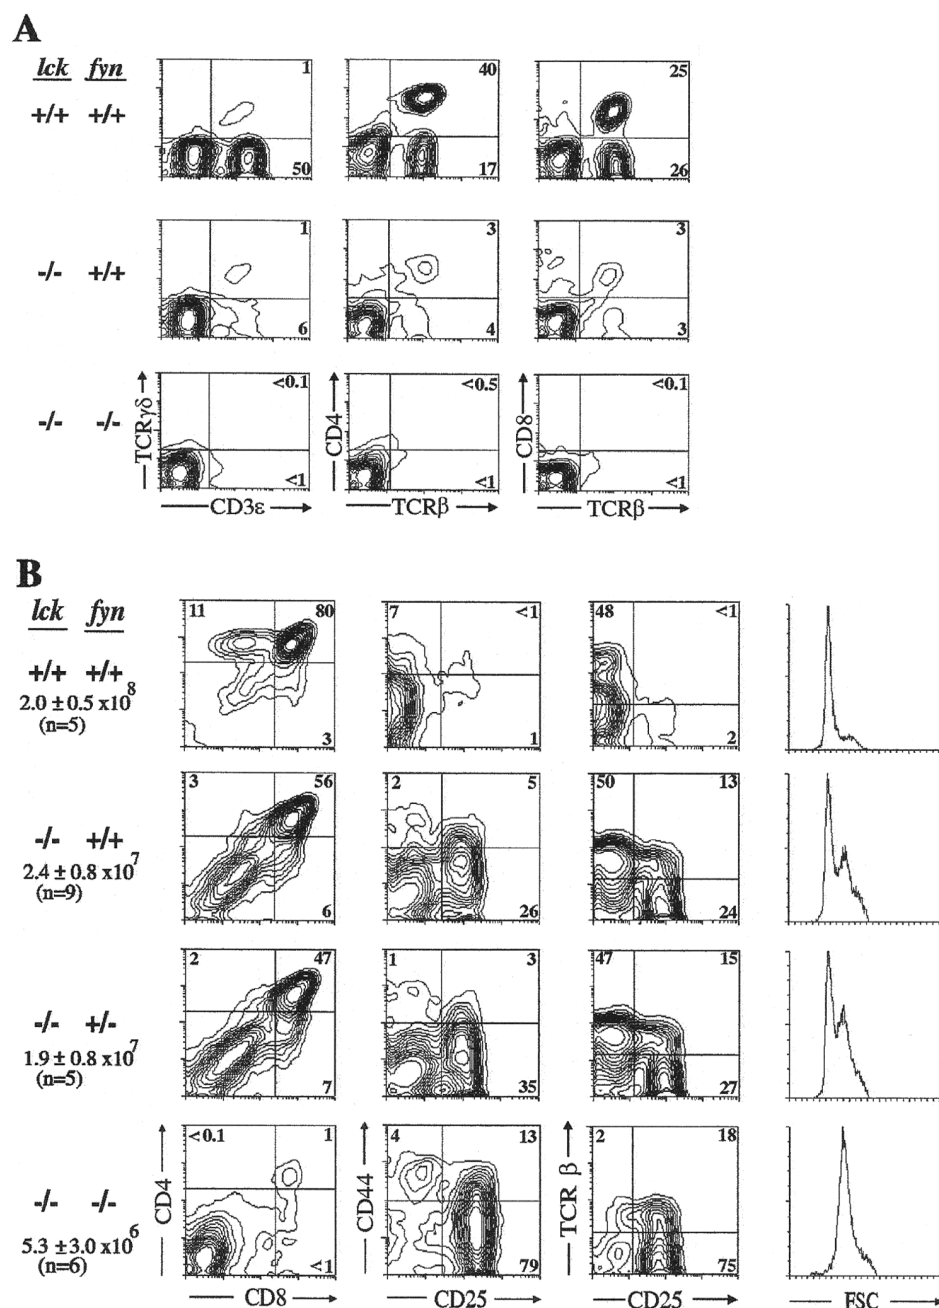 A
lck fyn
+/+ +/+
1
50
40
17
25
26
-/- +/+
1
6
3
4
3
3
-/- -/-
TCRγδ
<0.1
<1
CD3ε
CD4
<0.5
<1
TCRβ
CD8
<0.1
<1
TCRβ
B
lck fyn
+/+ +/+
2.0 ± 0.5 x10^8
(n=5)
11 80
3
7 <1
1
48 <1
2
-/- +/+
2.4 ± 0.8 x10^7
(n=9)
3 56
6
2 5
26
50 13
24
-/- +/-
1.9 ± 0.8 x10^7
(n=5)
2 47
7
1 3
35
47 15
27
-/- -/-
5.3 ± 3.0 x10^6
(n=6)
CD4
<0.1 1
<1
CD8
CD44
4 13
79
CD25
TCR β
2 18
75
CD25
FSC